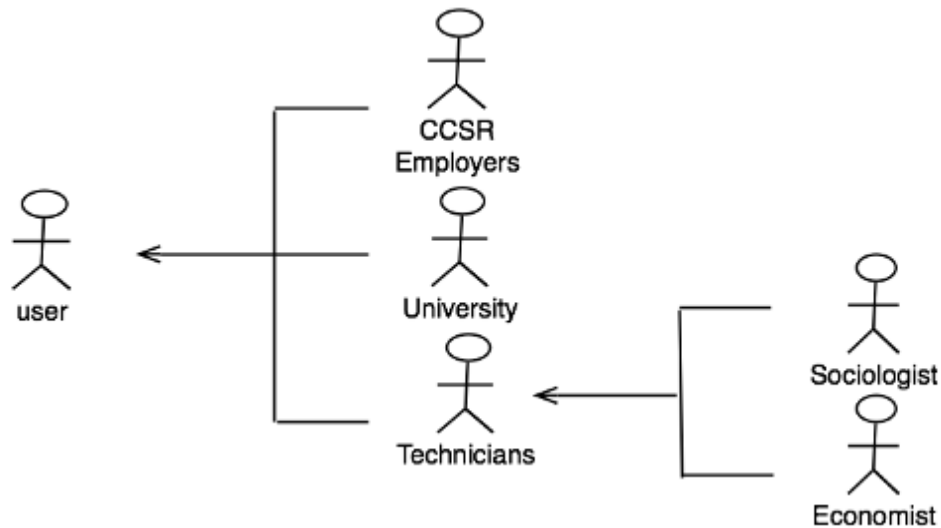 CCSR
Employers
user
University
Technicians
Sociologist
Economist